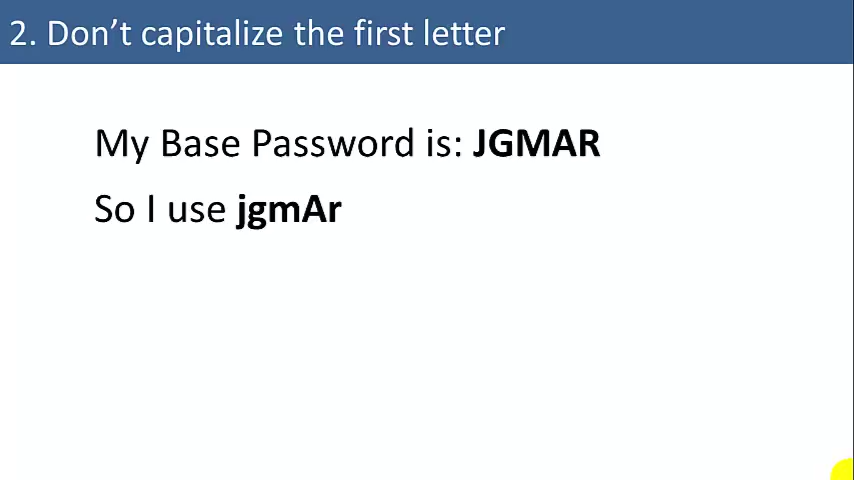 2. Don’t capitalize the first letter
My Base Password is: JGMAR
So I use jgmAr